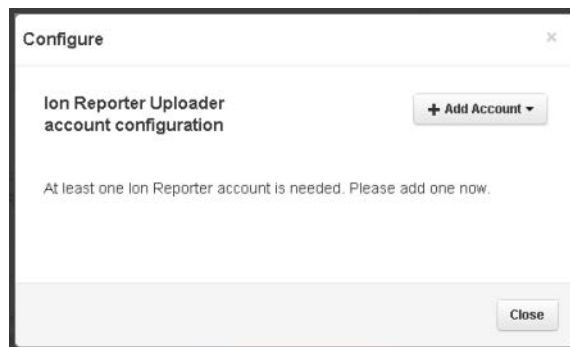 Configure
×
Ion Reporter Uploader
account configuration
+ Add Account
At least one Ion Reporter account is needed. Please add one now.
Close